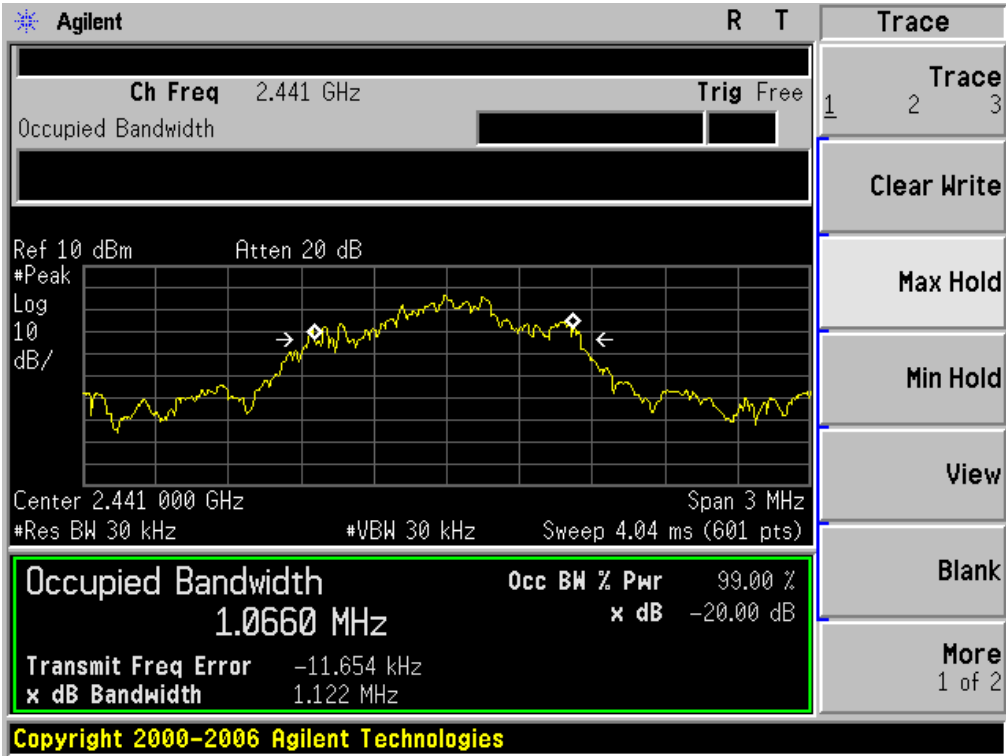 Agilent R T
Ch Freq 2.441 GHz Trig Free
Occupied Bandwidth
Ref 10 dBm Atten 20 dB
#Peak
Log
10
dB/
Center 2.441 000 GHz Span 3 MHz
#Res BW 30 kHz #VBW 30 kHz Sweep 4.04 ms (601 pts)
Occupied Bandwidth
1.0660 MHz
Occ BW % Pwr 99.00 %
x dB -20.00 dB
Transmit Freq Error -11.654 kHz
x dB Bandwidth 1.122 MHz
Copyright 2000-2006 Agilent Technologies
Trace
Trace
1 2 3
Clear Write
Max Hold
Min Hold
View
Blank
More
1 of 2